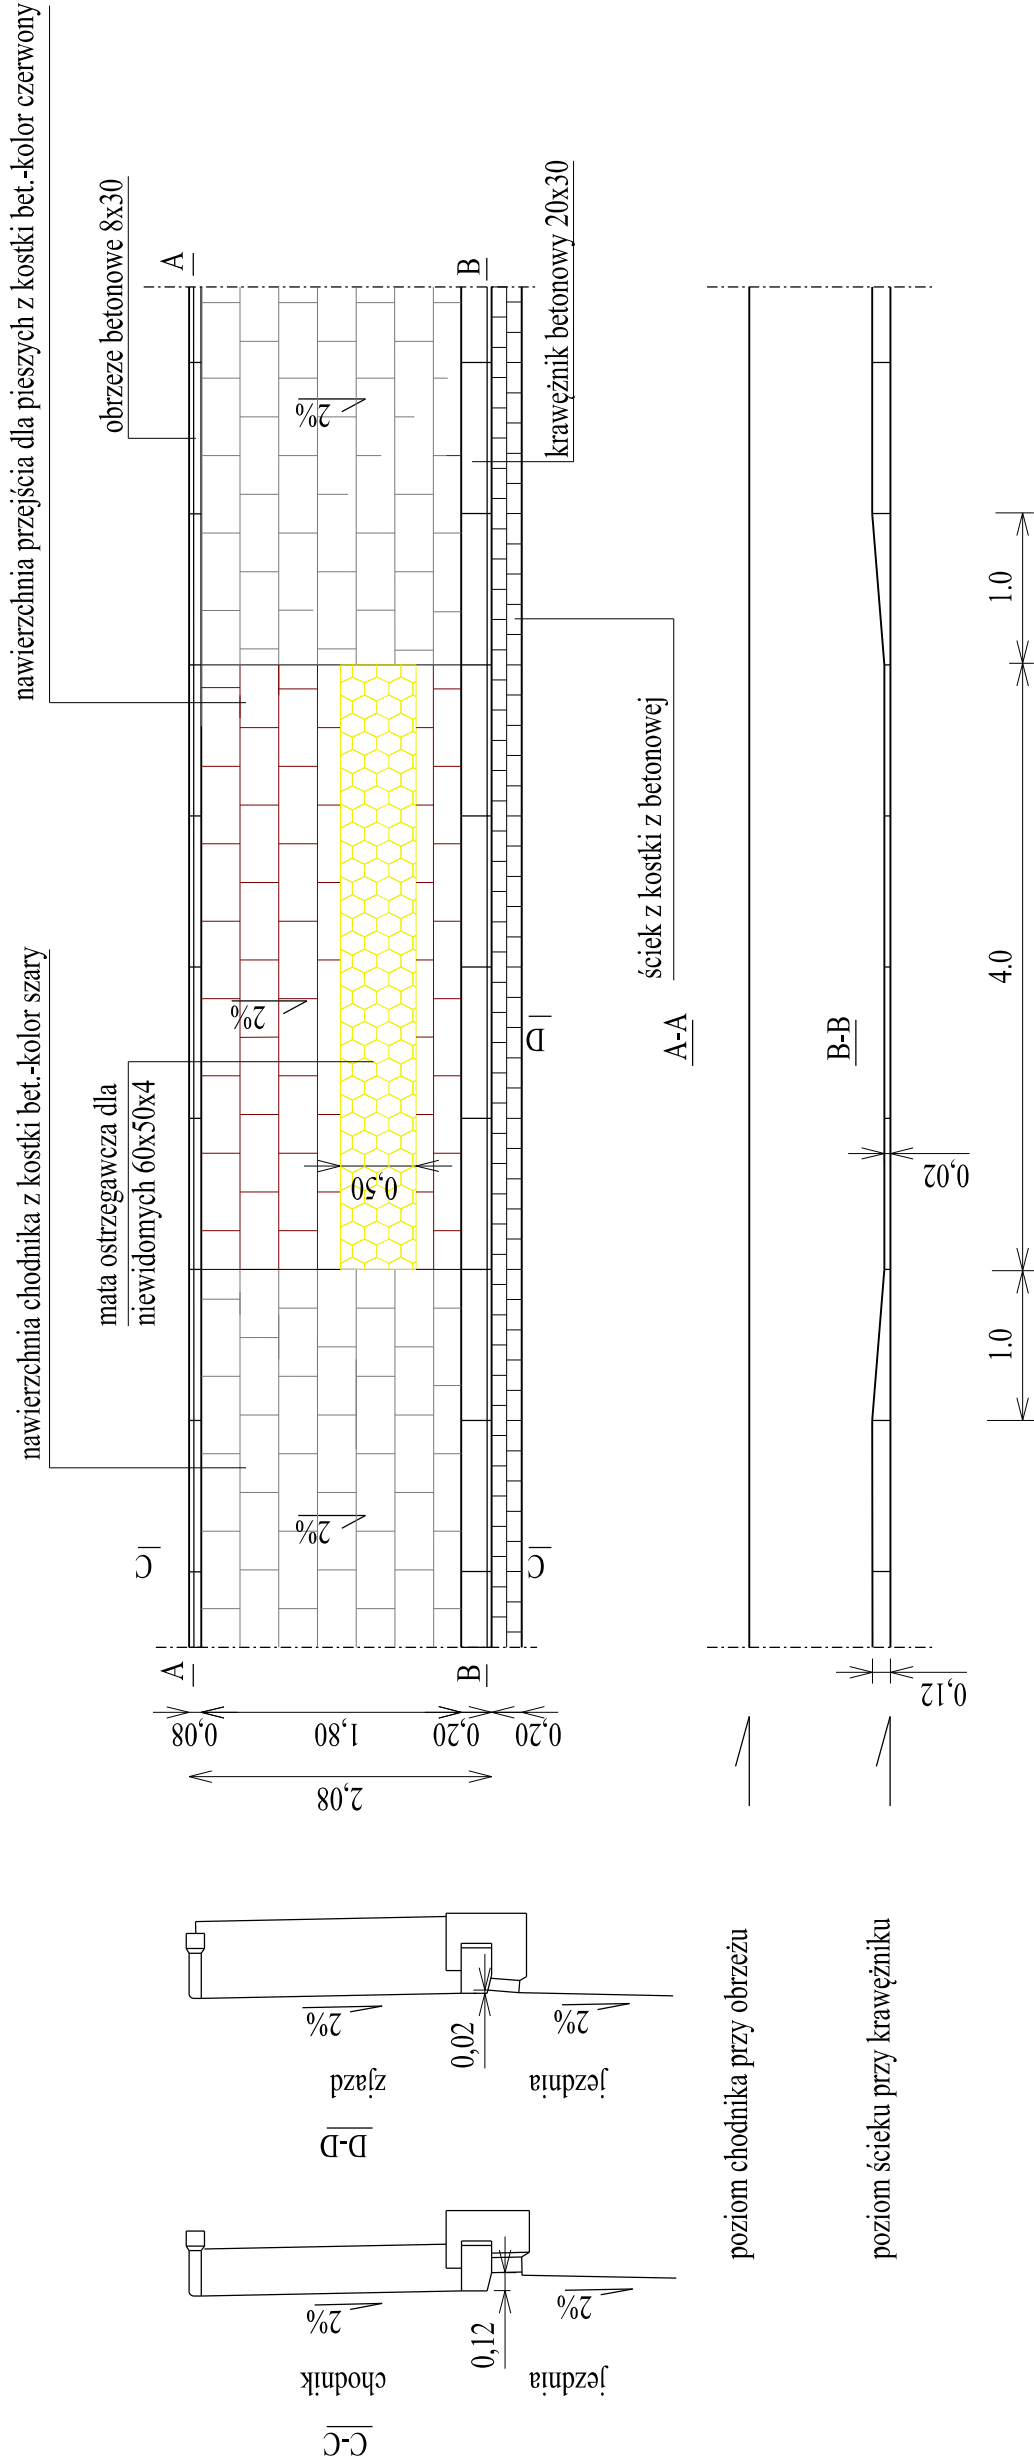 nawierzchnia chodnika z kostki bet.-kolor szary
nawierzchnia przejścia dla pieszych z kostki bet.-kolor czerwony
mata ostrzegawcza dla
niewidomych 60x50x4
obrzeze betonowe 8x30
C
A
A
2%
2%
2%
0,50
B
B
C
D
krawężnik betonowy 20x30
0,08
1,80
0,20
0,20
2,08
ściek z kostki z betonowej
A-A
B-B
0,12
0,02
1.0
4.0
1.0
C-C
chodnik
jezdnia
2%
2%
0,12
D-D
zjazd
jezdnia
2%
2%
0,02
poziom chodnika przy obrzeżu
poziom ścieku przy krawężniku